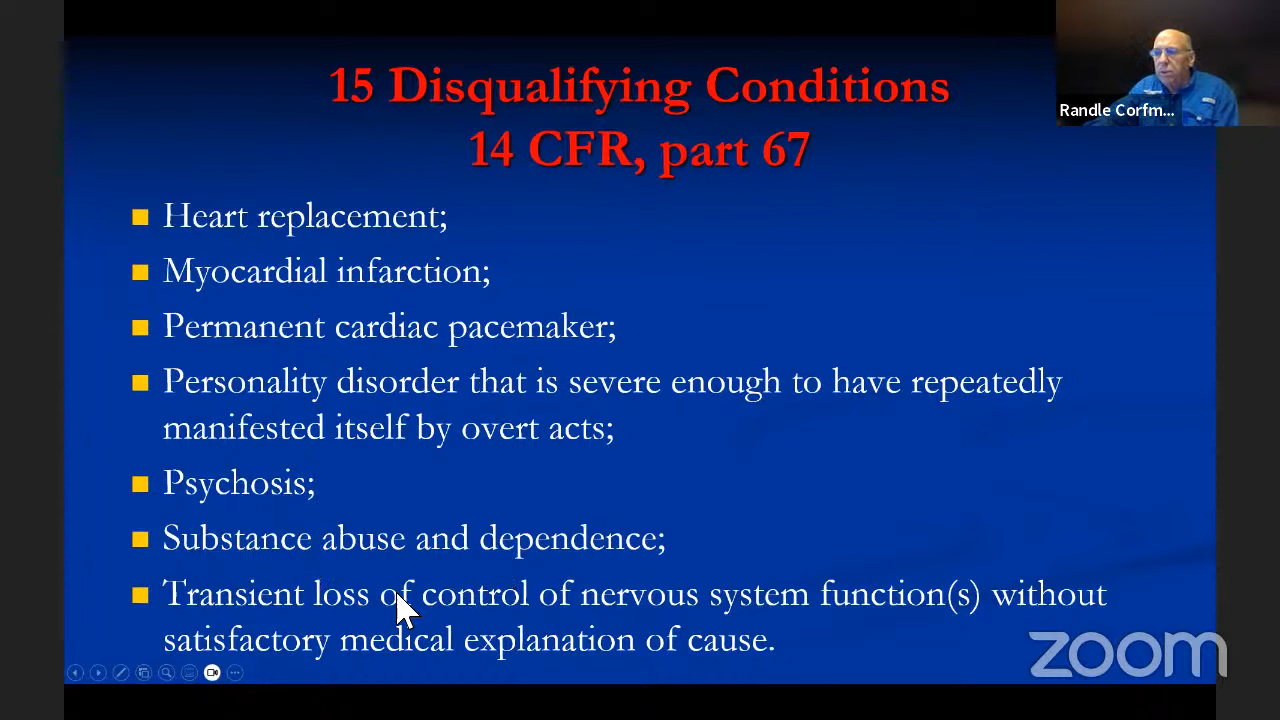 15 Disqualifying Conditions
14 CFR, part 67
Randle Corfm...
Heart replacement;
Myocardial infarction;
Permanent cardiac pacemaker;
Personality disorder that is severe enough to have repeatedly
manifested itself by overt acts;
Psychosis;
Substance abuse and dependence;
Transient loss of control of nervous system function(s) without
satisfactory medical explanation of cause.
zoom